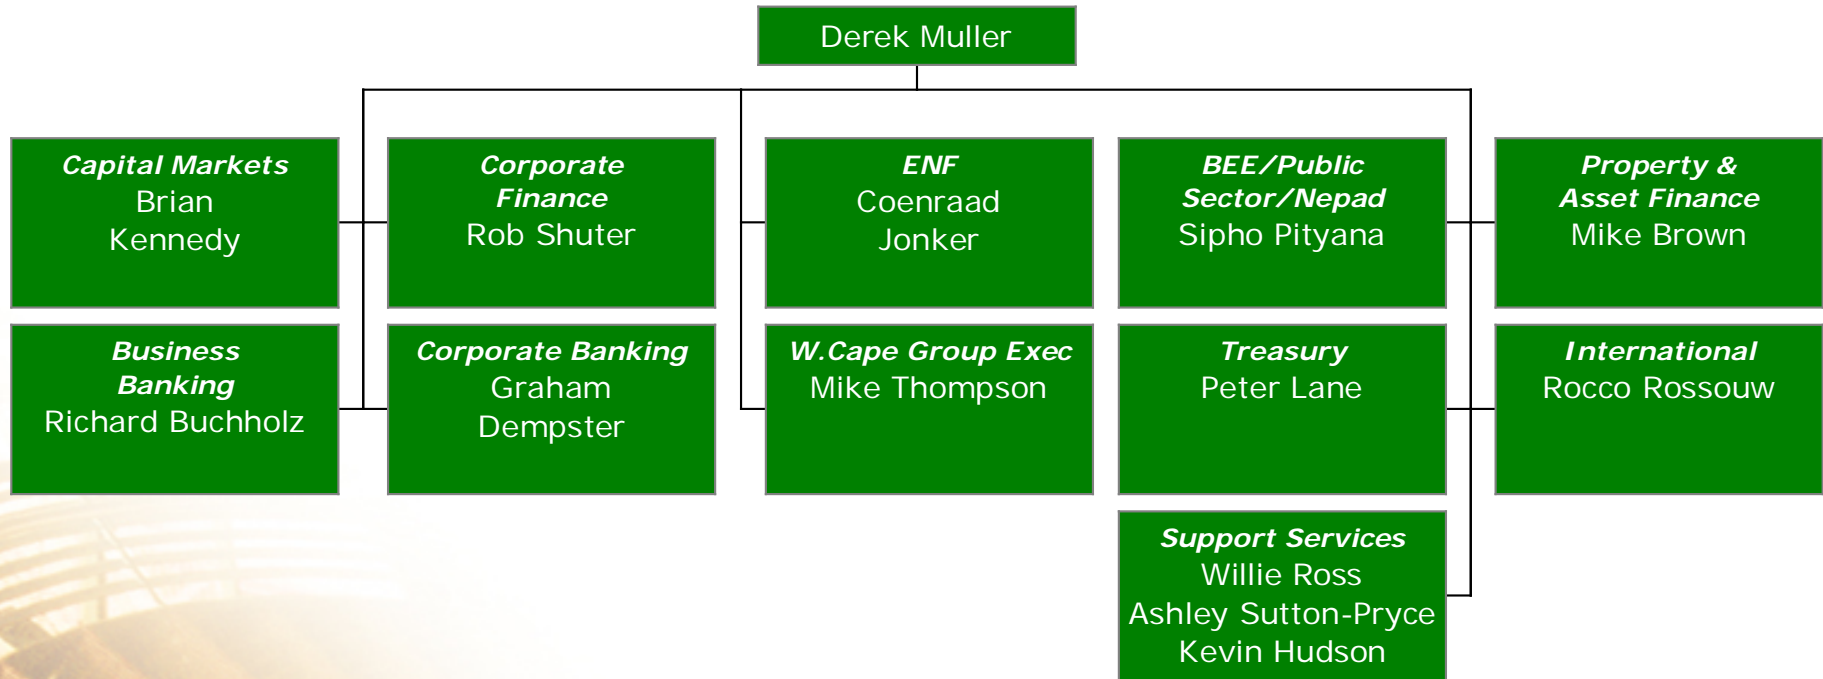 Derek Muller
Capital Markets
Brian
Kennedy
Corporate
Finance
Rob Shuter
ENF
Coenraad
Jonker
BEE/Public
Sector/Nepad
Sipho Pityana
Property &
Asset Finance
Mike Brown
Business
Banking
Richard Buchholz
Corporate Banking
Graham
Dempster
W.Cape Group Exec
Mike Thompson
Treasury
Peter Lane
International
Rocco Rossouw
Support Services
Willie Ross
Ashley Sutton-Pryce
Kevin Hudson